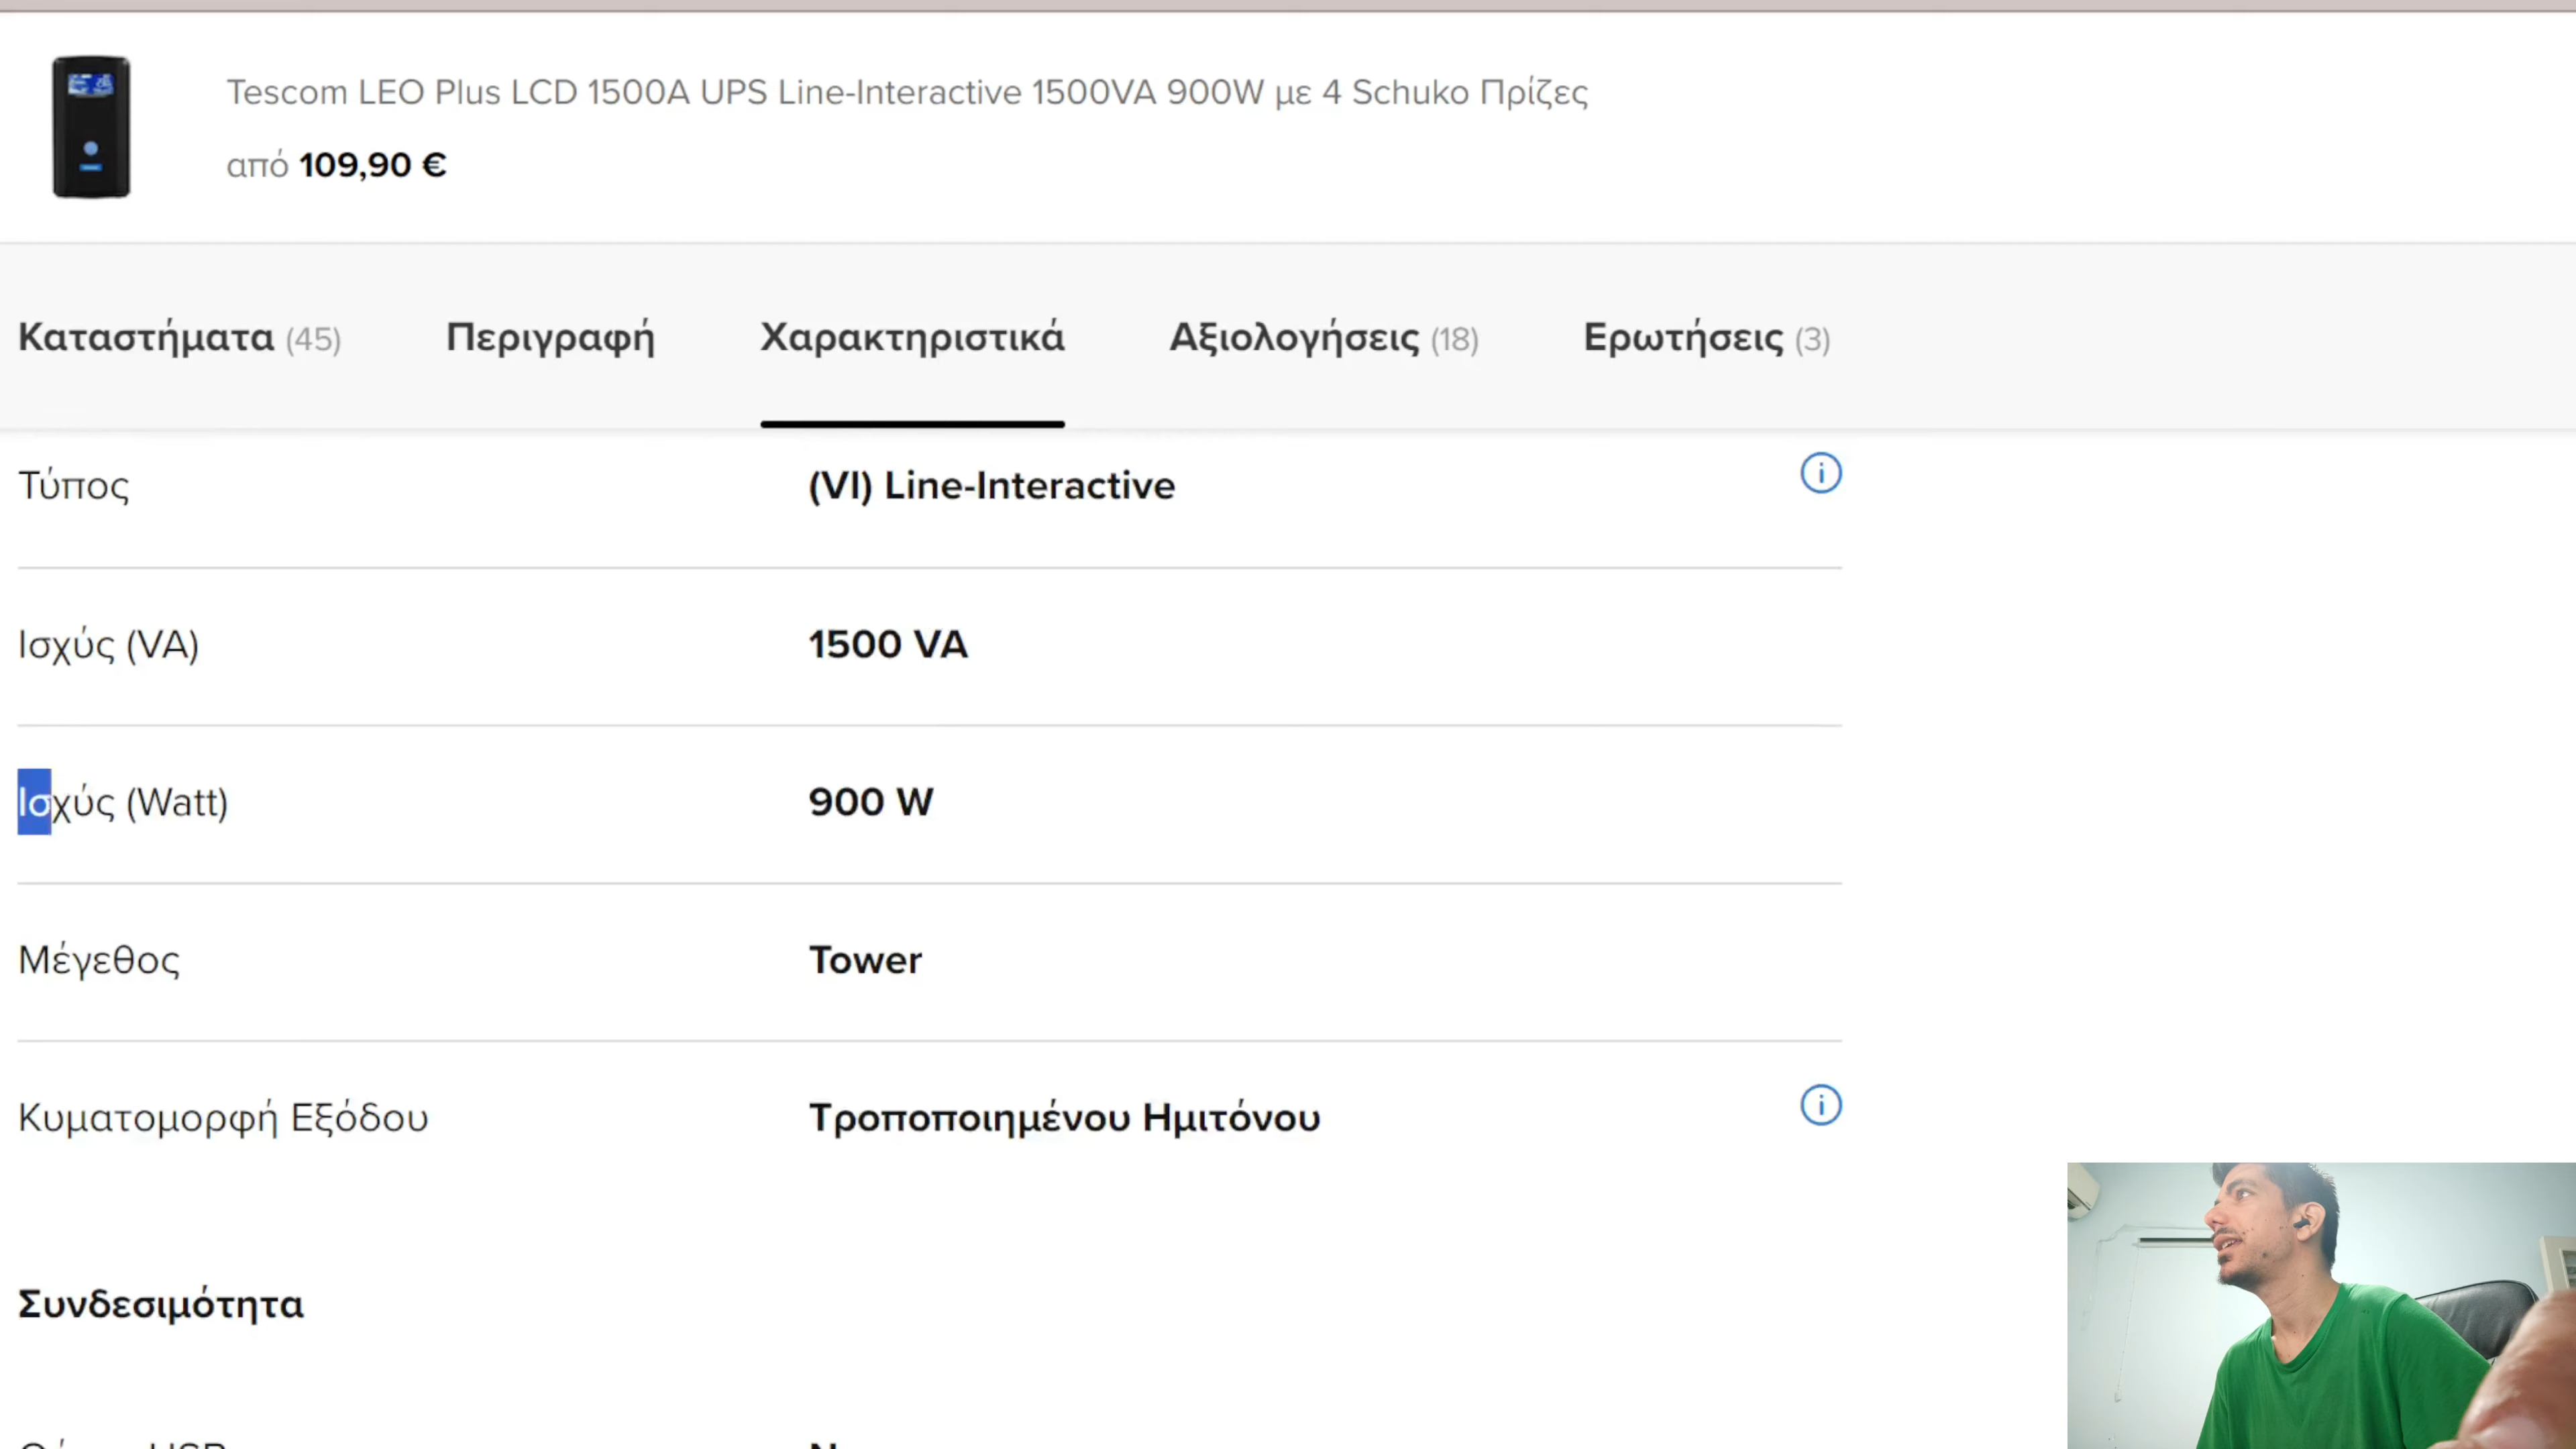 Tescom LEO Plus LCD 1500A UPS Line-Interactive 1500VA 900W με 4 Schuko Πρίζες
από 109,90 €
Καταστήματα (45) Περιγραφή Χαρακτηριστικά Αξιολογήσεις (18) Ερωτήσεις (3)
Τύπος (VI) Line-Interactive
Ισχύς (VA) 1500 VA
Ισχύς (Watt) 900 W
Μέγεθος Tower
Κυματομορφή Εξόδου Τροποποιημένου Ημιτόνου
Συνδεσιμότητα